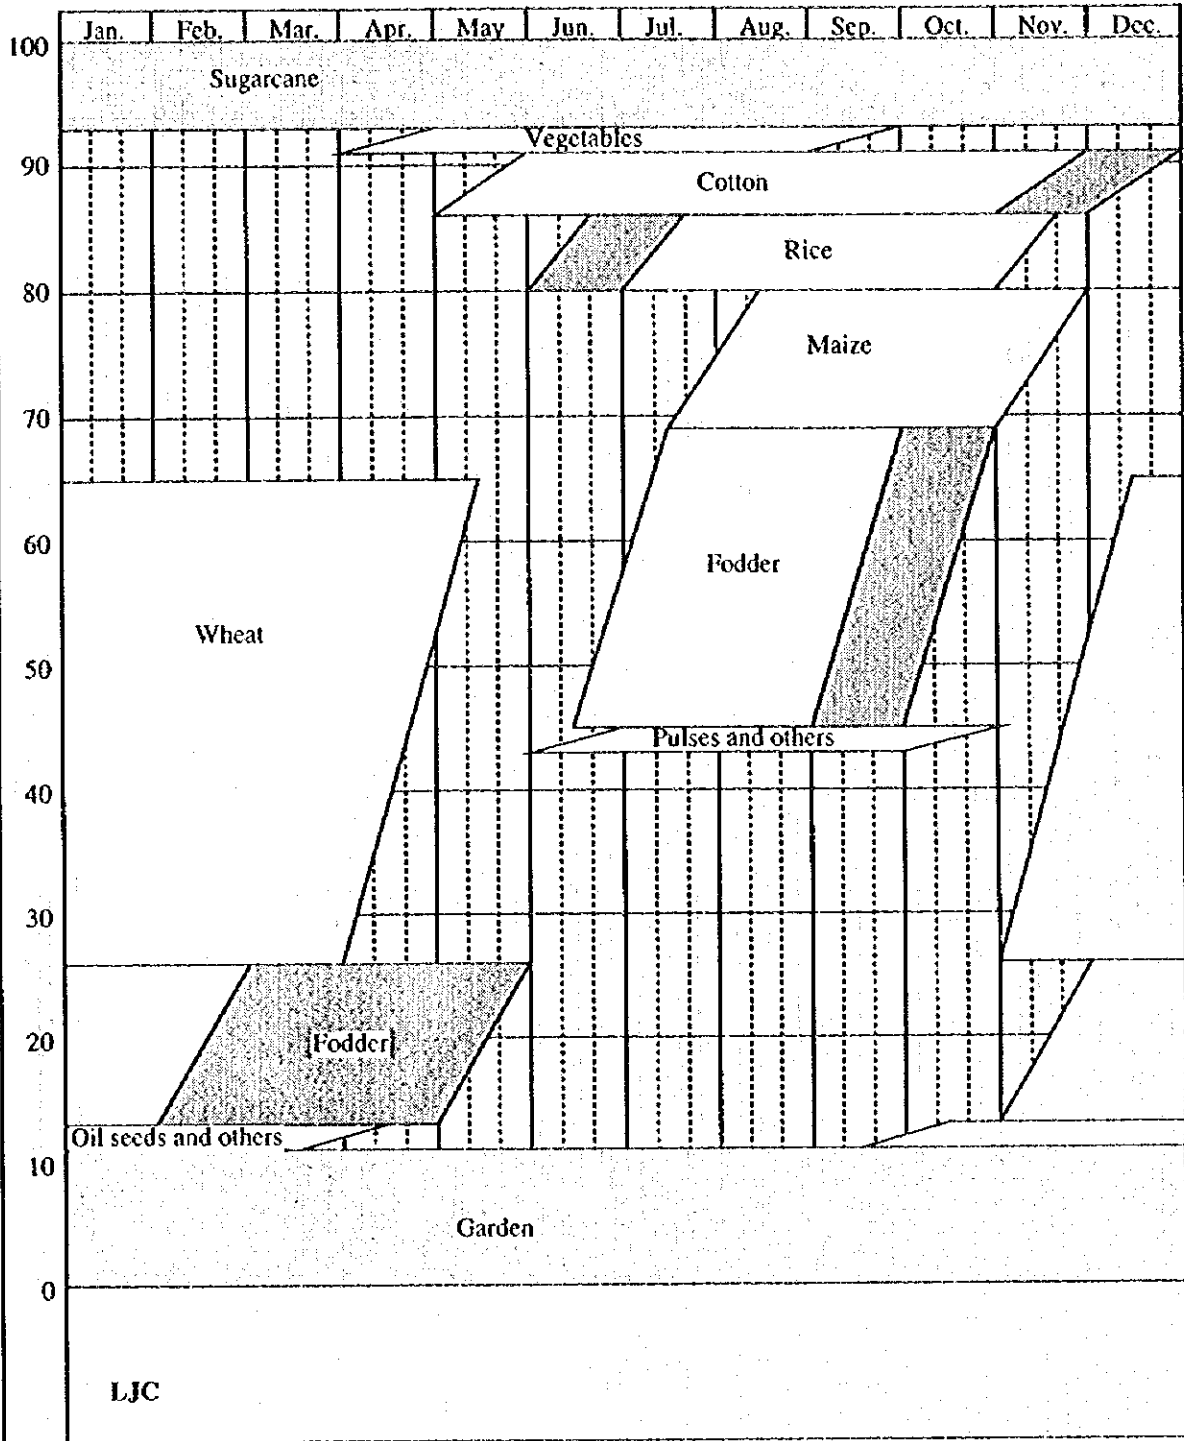 Jan. Feb. Mar. Apr. May Jun. Jul. Aug. Sep. Oct. Nov. Dec.
100
Sugarcane
Vegetables
90
Cotton
Rice
80
Maize
70
60
Fodder
Wheat
50
Pulses and others
40
30
20
Fodder
Oil seeds and others
10
Garden
0
LJC